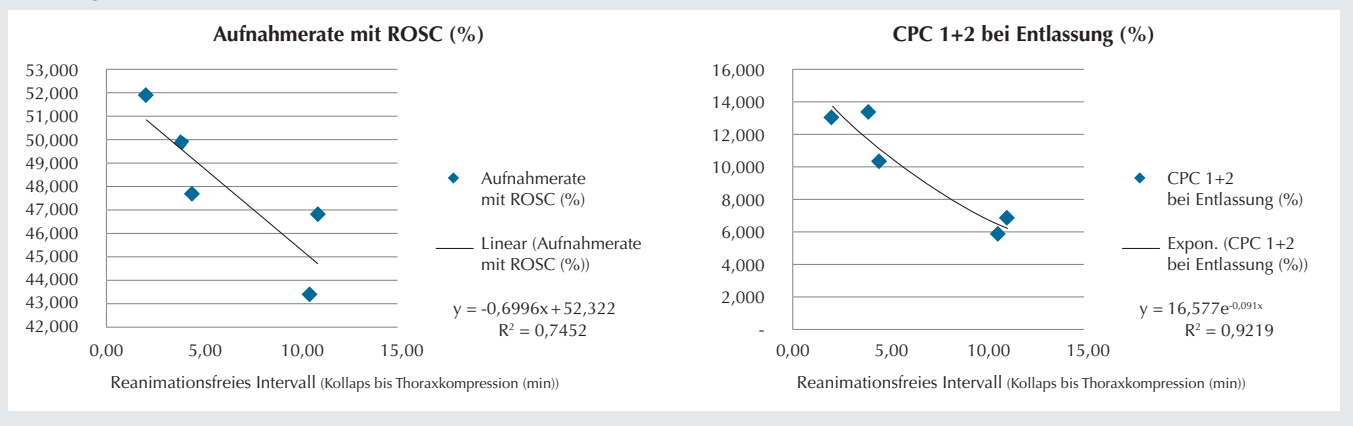 Aufnahmerate mit ROSC (%)
53,000
52,000
51,000
50,000
49,000
48,000
47,000
46,000
45,000
44,000
43,000
42,000
0,00 5,00 10,00 15,00
Reanimationsfreies Intervall (Kollaps bis Thoraxkompression (min))
Aufnahmerate
mit ROSC (%)
Linear (Aufnahmerate
mit ROSC (%))
y = -0,6996x + 52,322
R² = 0,7452
CPC 1+2 bei Entlassung (%)
16,000
14,000
12,000
10,000
8,000
6,000
4,000
2,000
-
0,00 5,00 10,00 15,00
Reanimationsfreies Intervall (Kollaps bis Thoraxkompression (min))
CPC 1+2
bei Entlassung (%)
Expon. (CPC 1+2
bei Entlassung (%))
y = 16,577e⁻⁰,⁰⁹¹ˣ
R² = 0,9219